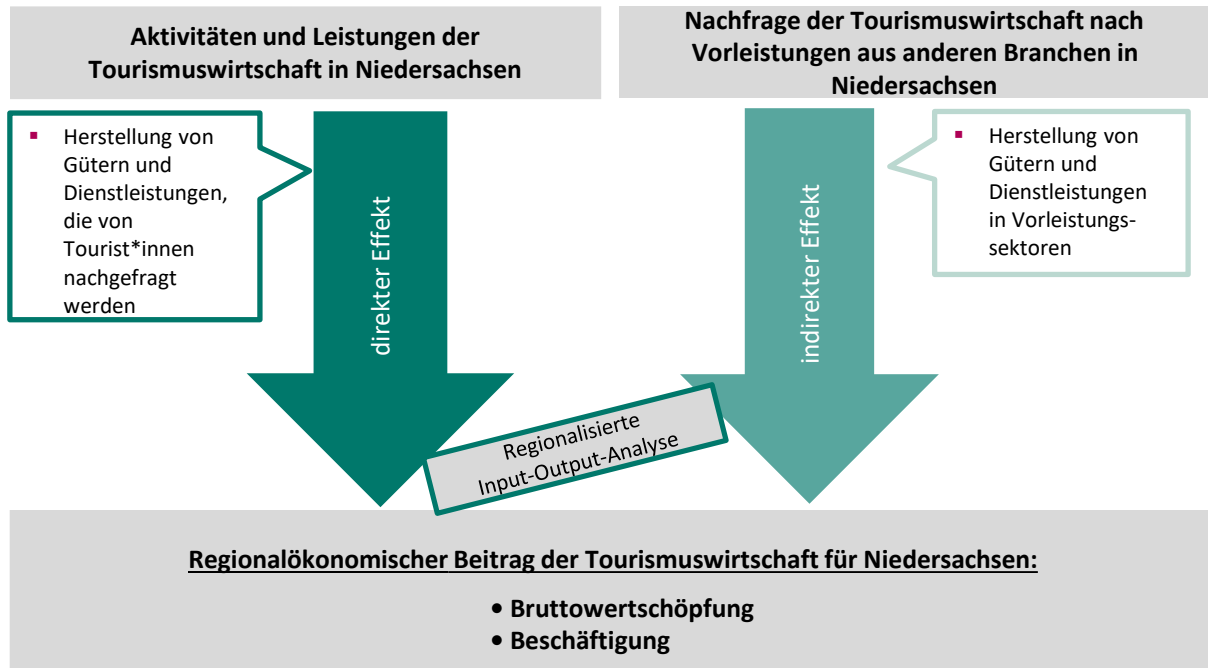 Aktivitäten und Leistungen der
Tourismuswirtschaft in Niedersachsen
Nachfrage der Tourismuswirtschaft nach
Vorleistungen aus anderen Branchen in
Niedersachsen
▪ Herstellung von
Gütern und
Dienstleistungen,
die von
Tourist*innen
nachgefragt
werden
direkter Effekt
indirekter Effekt
▪ Herstellung von
Gütern und
Dienstleistungen
in Vorleistungs-
sektoren
Regionalisierte
Input-Output-Analyse
Regionalökonomischer Beitrag der Tourismuswirtschaft für Niedersachsen:
• Bruttowertschöpfung
• Beschäftigung